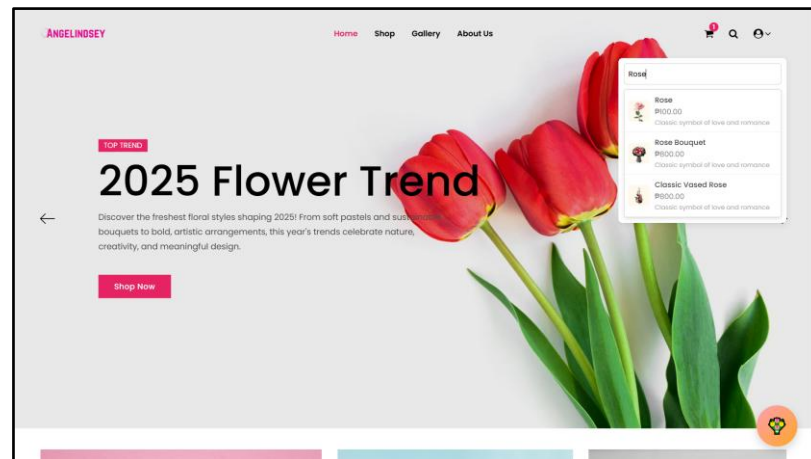 ANGELINDSEY
Home Shop Gallery About Us
1
Rose
Rose
₱100.00
Classic symbol of love and romance
Rose Bouquet
₱600.00
Classic symbol of love and romance
Classic Vased Rose
₱800.00
Classic symbol of love and romance
TOP TREND
2025 Flower Trend
Discover the freshest floral styles shaping 2025! From soft pastels and sustainable
bouquets to bold, artistic arrangements, this year's trends celebrate nature,
creativity, and meaningful design.
Shop Now